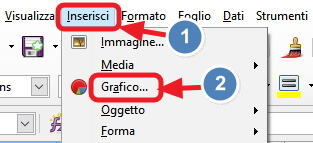 Visualizza Inserisci Formato Foglio Dati Strumenti
1
Immagine...
Media
Grafico... 2
Oggetto
Forma